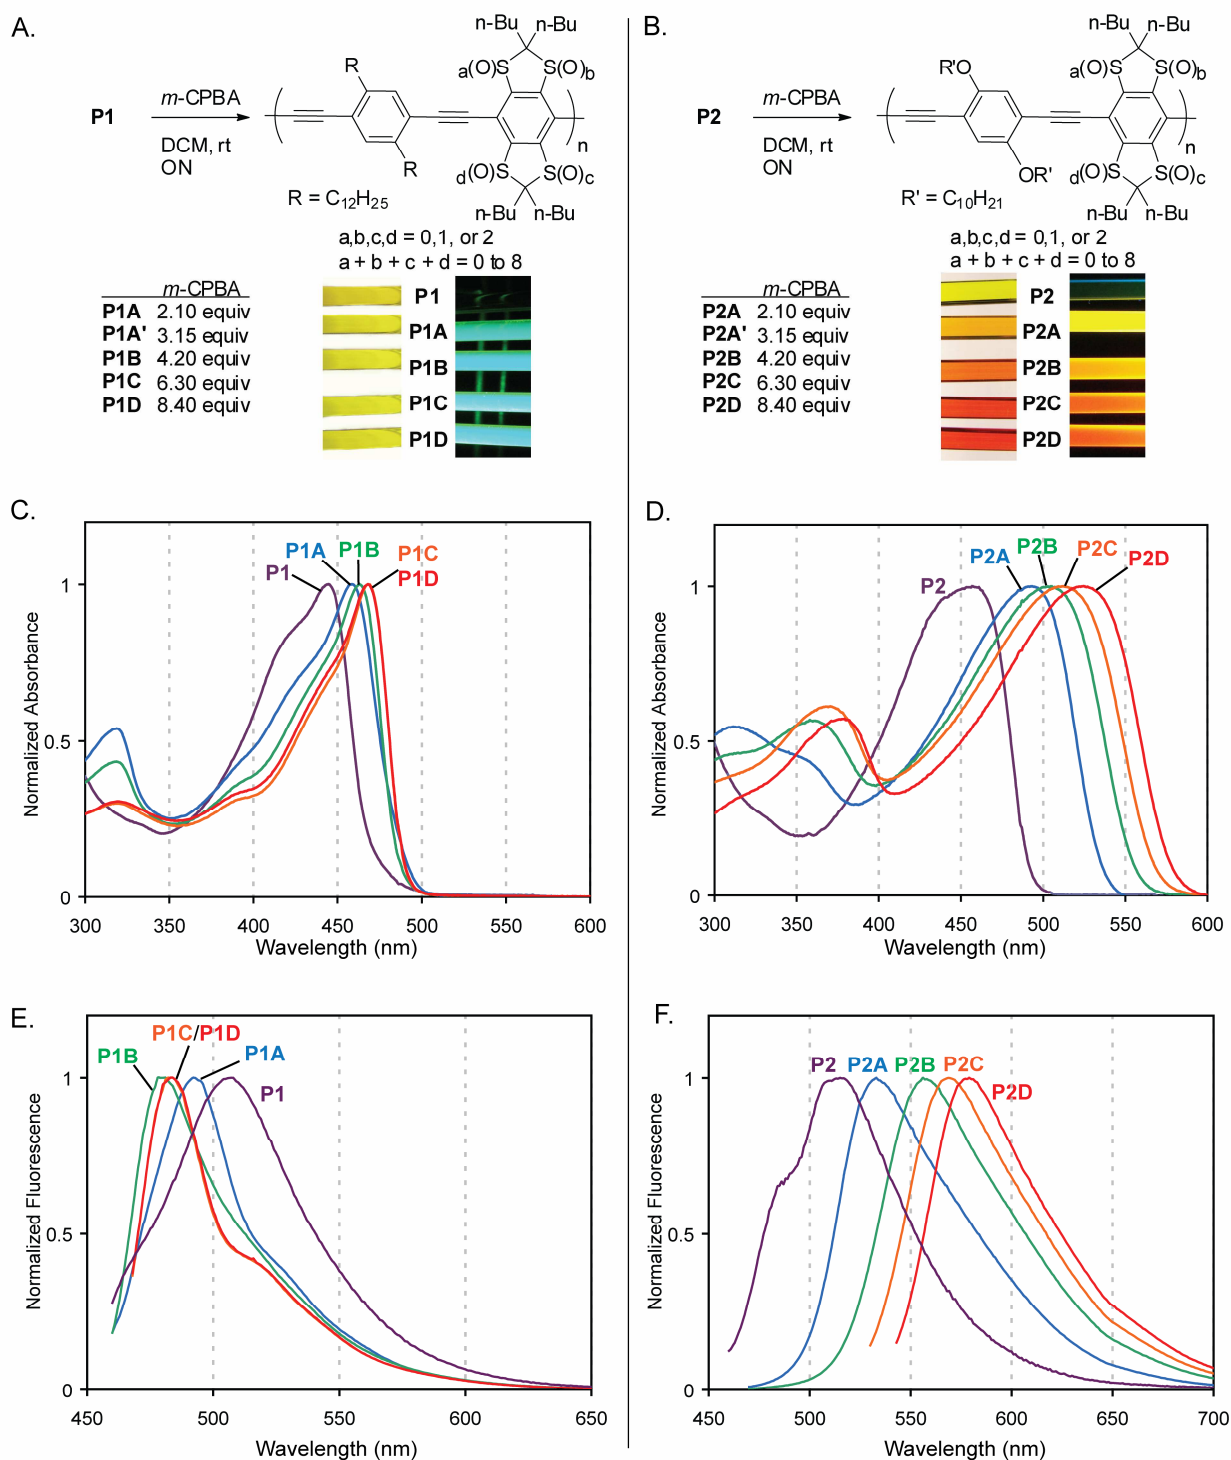 A.
n-Bu n-Bu
R
a(O)S S(O)b
P1
m-CPBA
DCM, rt
ON
n
R
d(O)S S(O)c
R = C12H25
n-Bu n-Bu
a,b,c,d = 0,1, or 2
a + b + c + d = 0 to 8
m-CPBA
P1A 2.10 equiv
P1A' 3.15 equiv
P1B 4.20 equiv
P1C 6.30 equiv
P1D 8.40 equiv
P1
P1A
P1B
P1C
P1D
B.
n-Bu n-Bu
R'O
a(O)S S(O)b
P2
m-CPBA
DCM, rt
ON
n
OR'
d(O)S S(O)c
R' = C10H21
n-Bu n-Bu
a,b,c,d = 0,1, or 2
a + b + c + d = 0 to 8
m-CPBA
P2A 2.10 equiv
P2A' 3.15 equiv
P2B 4.20 equiv
P2C 6.30 equiv
P2D 8.40 equiv
P2
P2A
P2B
P2C
P2D
C.
P1 P1A P1B P1C
P1D
1
0.5
0
Normalized Absorbance
300 350 400 450 500 550 600
Wavelength (nm)
D.
P2 P2A P2B P2C P2D
1
0.5
0
Normalized Absorbance
300 350 400 450 500 550 600
Wavelength (nm)
E.
P1C/P1D
P1B P1A
P1
1
0.5
0
Normalized Fluorescence
450 500 550 600 650
Wavelength (nm)
F.
P2 P2A P2B P2C
P2D
1
0.5
0
Normalized Fluorescence
450 500 550 600 650 700
Wavelength (nm)